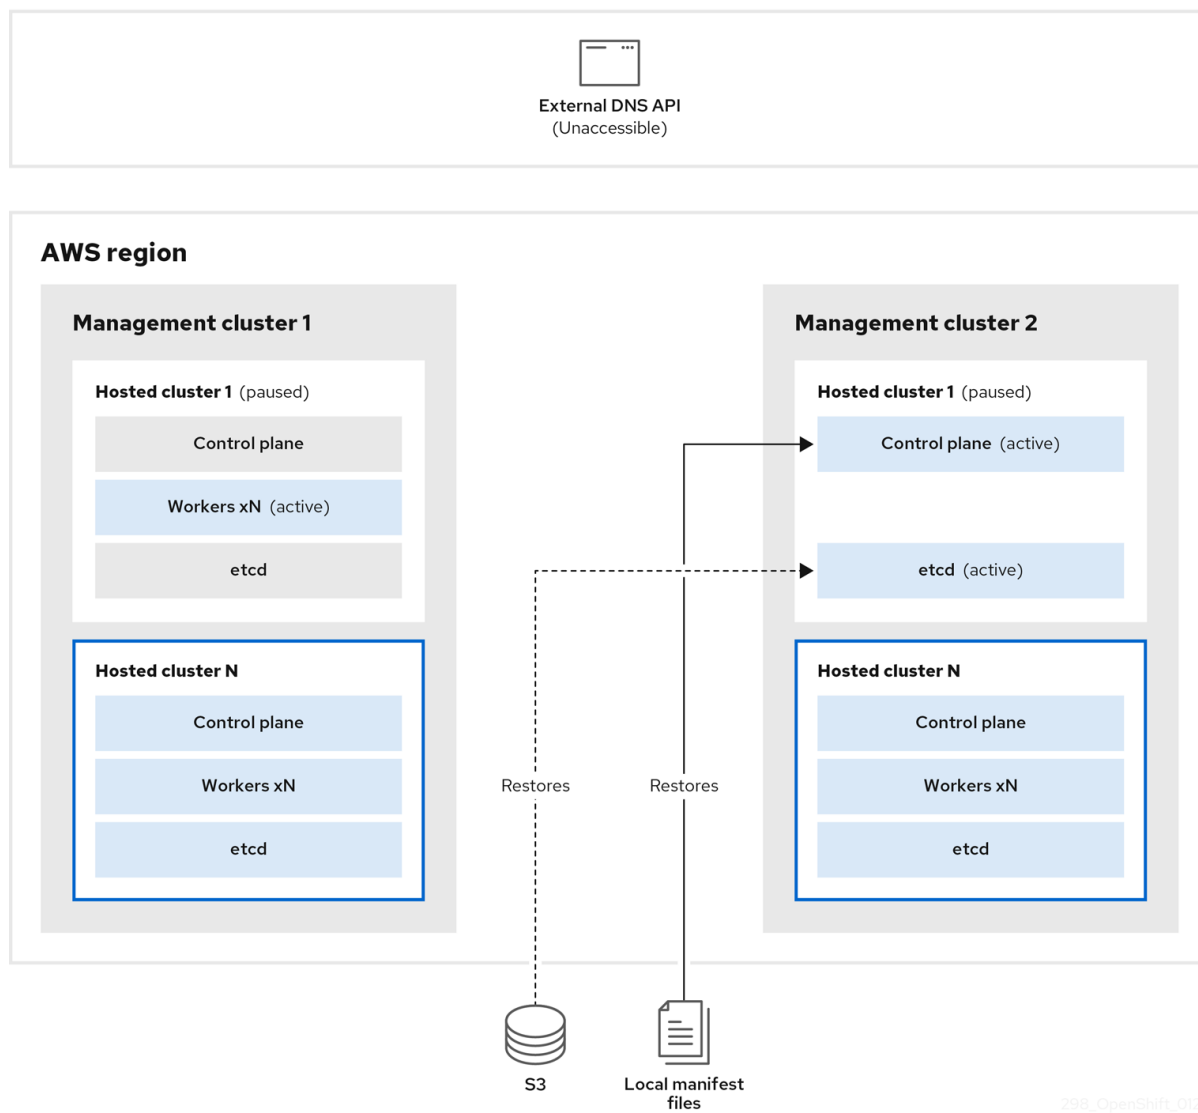 External DNS API
(Unaccessible)
AWS region
Management cluster 1
Hosted cluster 1 (paused)
Control plane
Workers xN (active)
etcd
Hosted cluster N
Control plane
Workers xN
etcd
Management cluster 2
Hosted cluster 1 (paused)
Control plane (active)
etcd (active)
Hosted cluster N
Control plane
Workers xN
etcd
Restores
Restores
S3
Local manifest
files
298_OpenShift_012